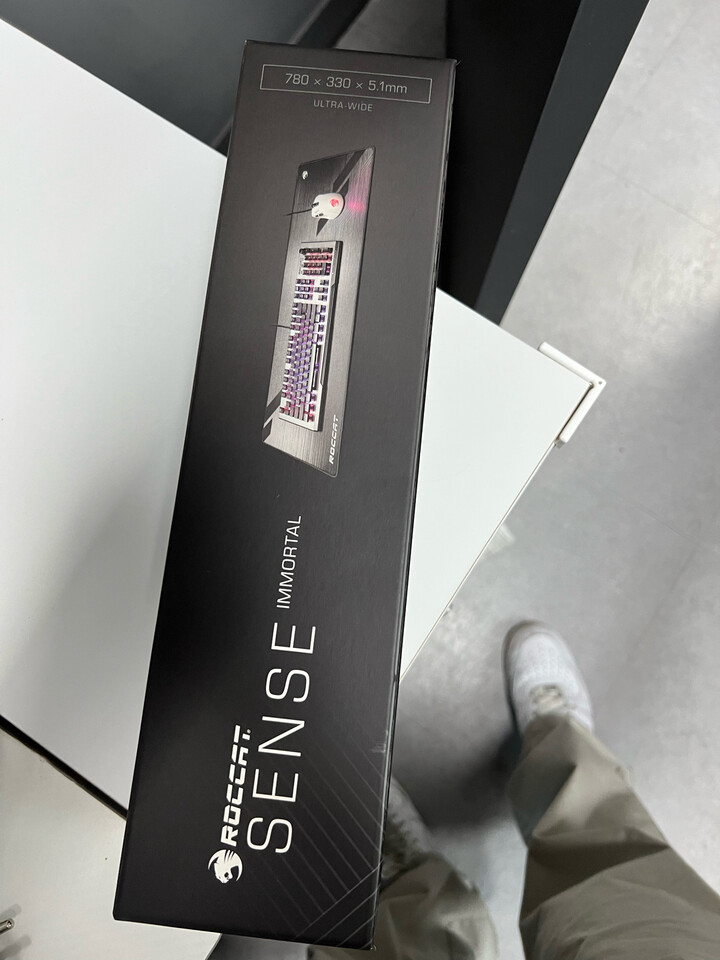 780 × 330 × 5.1mm
ULTRA-WIDE
ROCCAT
ROCCAT.
SENSE IMMORTAL